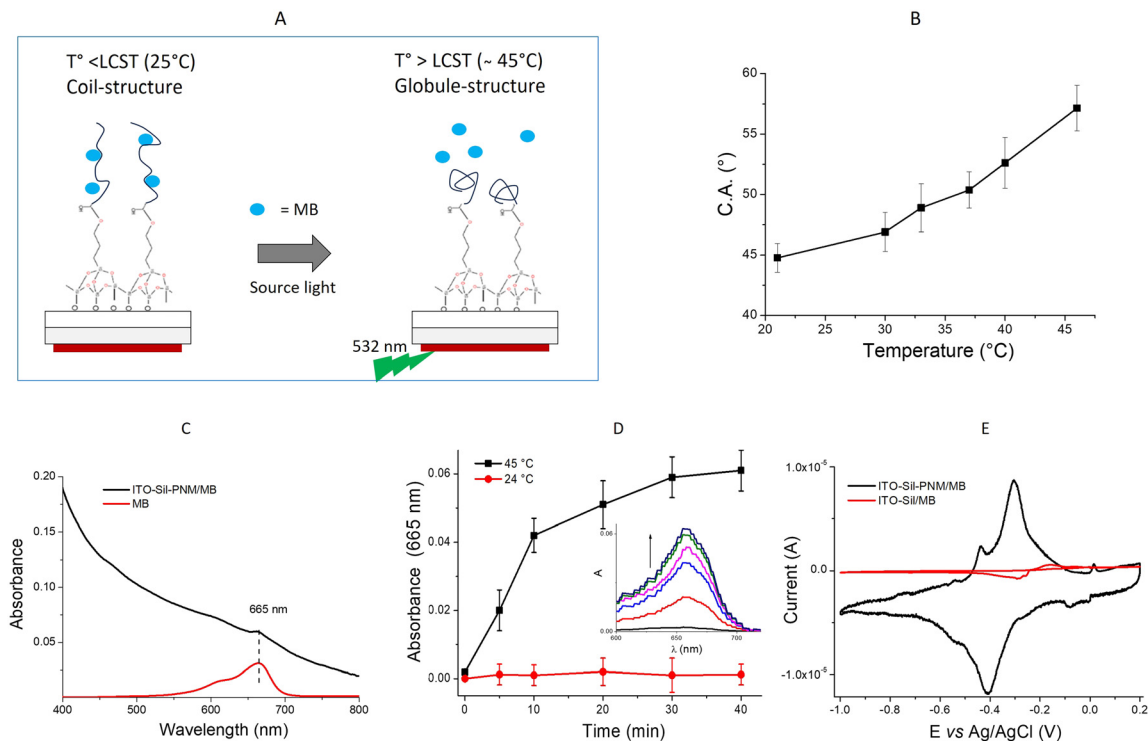 A
T° <LCST (25°C)
Coil-structure
T° > LCST (~ 45°C)
Globule-structure
= MB
Source light
532 nm
B
C.A. (°)
60
55
50
45
40
20
25
30
35
40
45
Temperature (°C)
C
Absorbance
0.20
0.15
0.10
0.05
ITO-Sil-PNM/MB
MB
665 nm
400
500
600
700
800
Wavelength (nm)
D
Absorbance (665 nm)
0.06
0.04
0.02
0.00
45 °C
24 °C
A
0.06
0.00
600
650
700
λ (nm)
0
10
20
30
40
Time (min)
E
Current (A)
1.0x10⁻⁵
0.0
-1.0x10⁻⁵
ITO-Sil-PNM/MB
ITO-Sil/MB
-1.0
-0.8
-0.6
-0.4
-0.2
0.0
0.2
E vs Ag/AgCl (V)